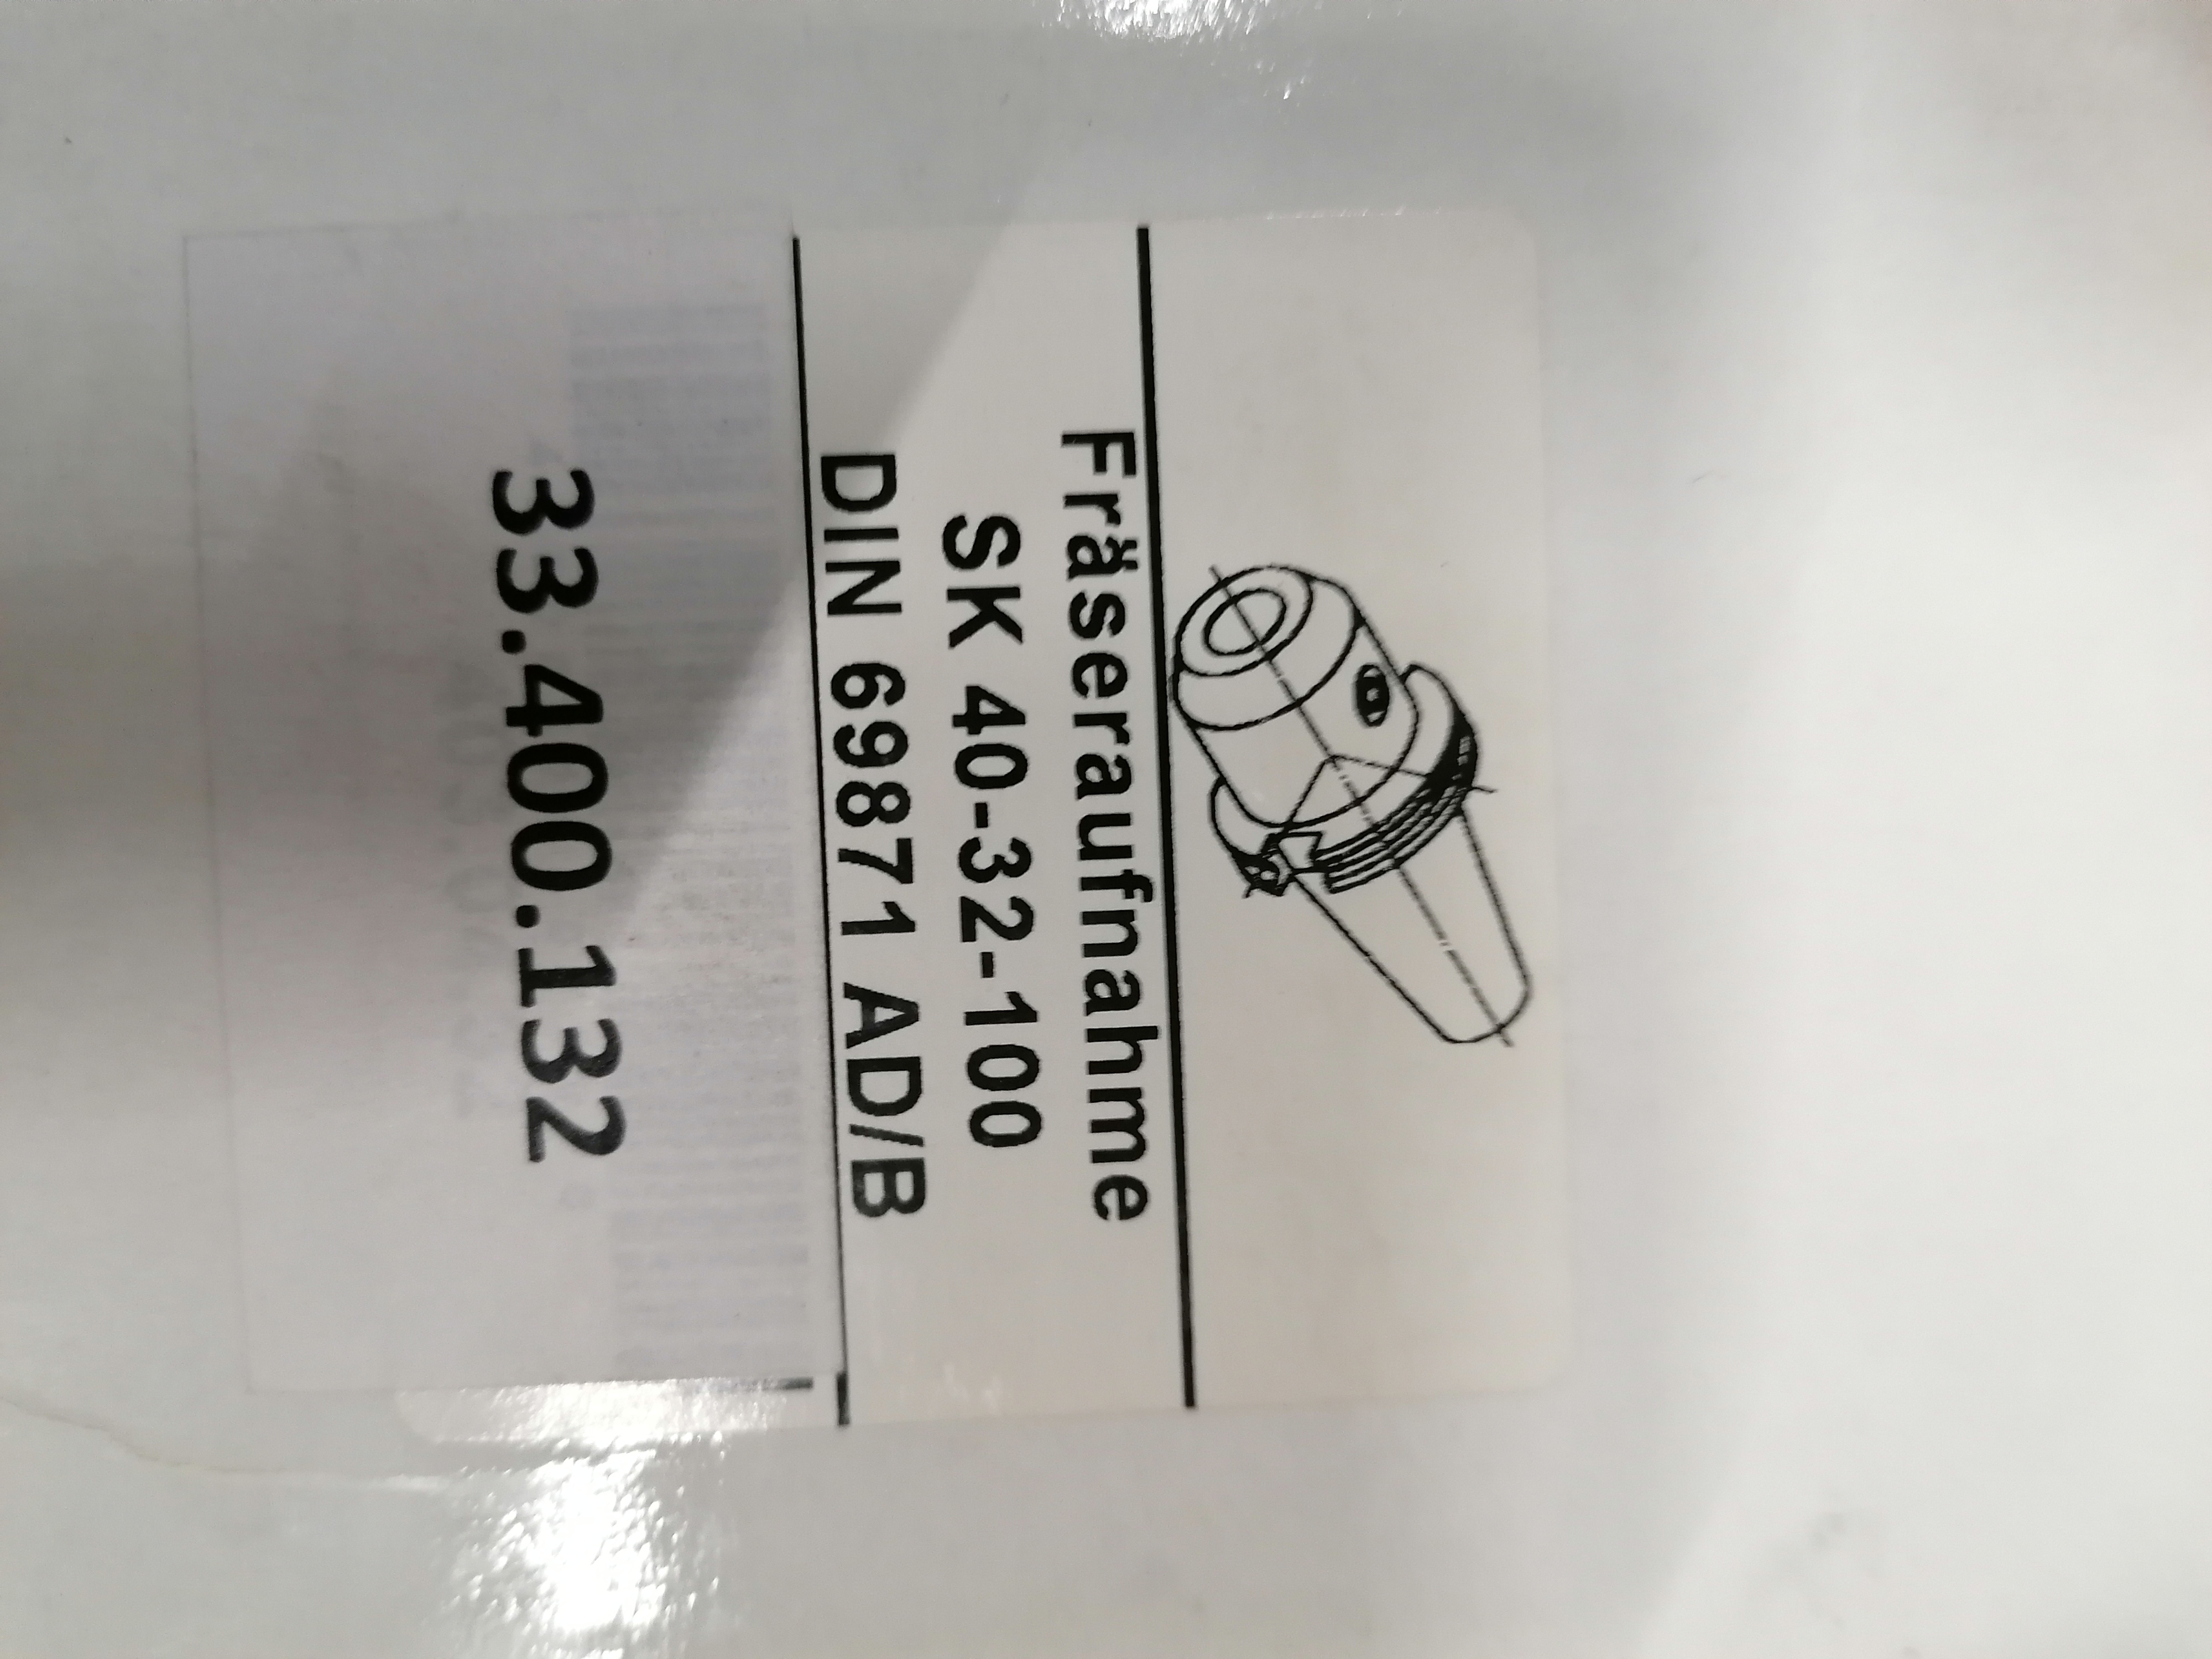 Fräseraufnahme
SK 40-32-100
DIN 69871 AD/B
33.400.132